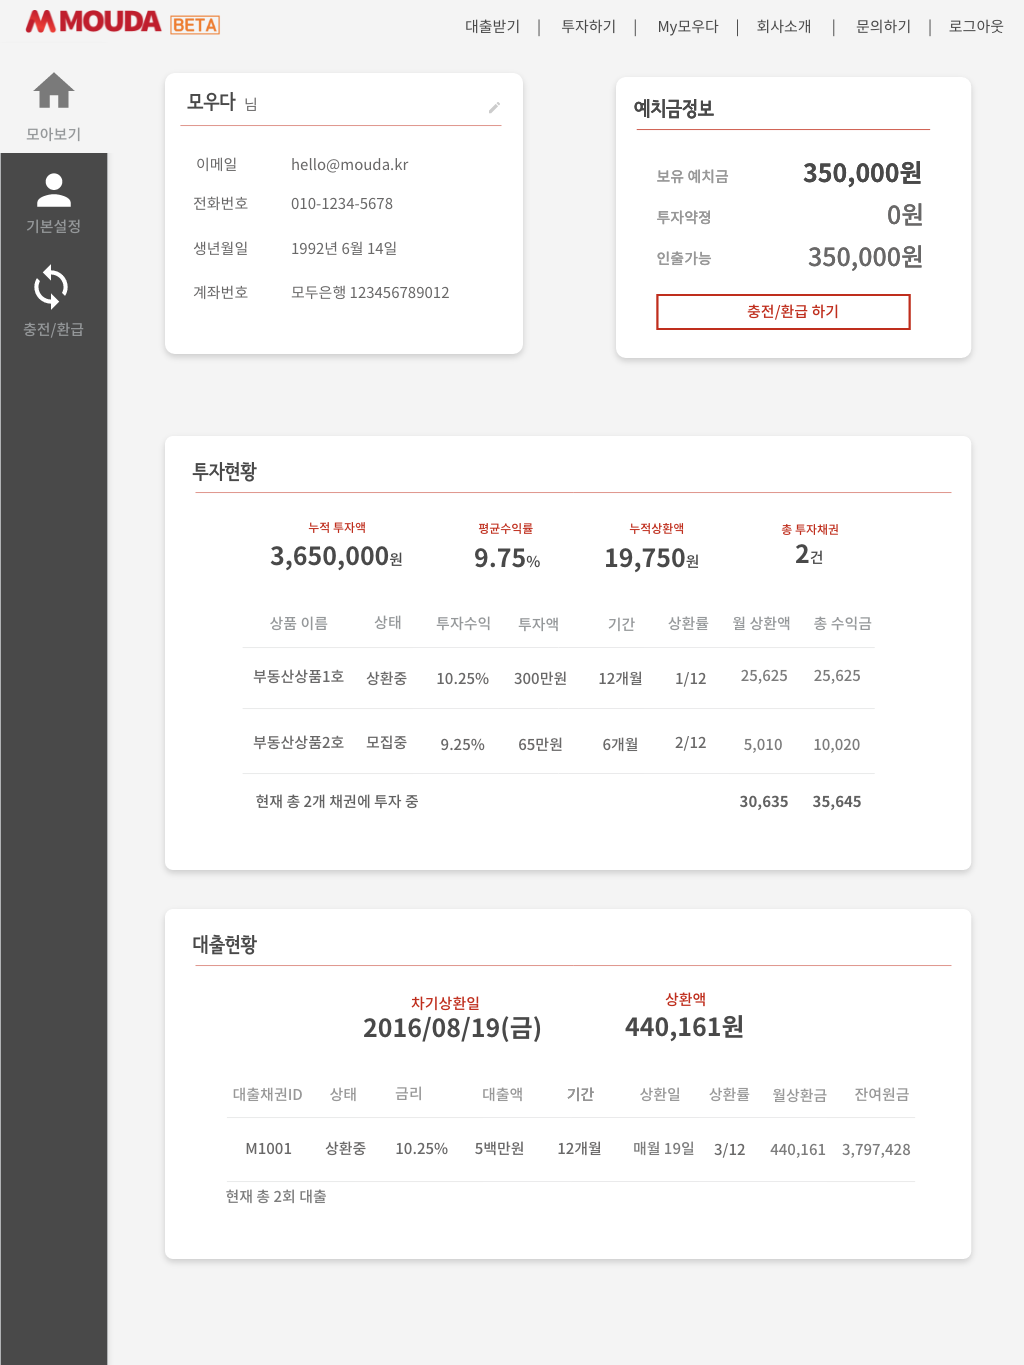 MOUDA BETA
대출받기 | 투자하기 | My모우다 | 회사소개 | 문의하기 | 로그아웃
모아보기
기본설정
충전/환급
모우다 님
이메일 hello@mouda.kr
전화번호 010-1234-5678
생년월일 1992년 6월 14일
계좌번호 모두은행 123456789012
예치금정보
보유 예치금 350,000원
투자약졍 0원
인출가능 350,000원
충전/환급 하기
투자현황
누적 투자액 평균수익률 누적상환액 총 투자채권
3,650,000원 9.75% 19,750원 2건
상품 이름 상태 투자수익 투자액 기간 상환률 월 상환액 총 수익금
부동산상품1호 상환중 10.25% 300만원 12개월 1/12 25,625 25,625
부동산상품2호 모집중 9.25% 65만원 6개월 2/12 5,010 10,020
현재 총 2개 채권에 투자 중 30,635 35,645
대출현황
차기상환일 상환액
2016/08/19(금) 440,161원
대출채권ID 상태 금리 대출액 기간 상환일 상환률 월상환금 잔여원금
M1001 상환중 10.25% 5백만원 12개월 매월 19일 3/12 440,161 3,797,428
현재 총 2회 대출